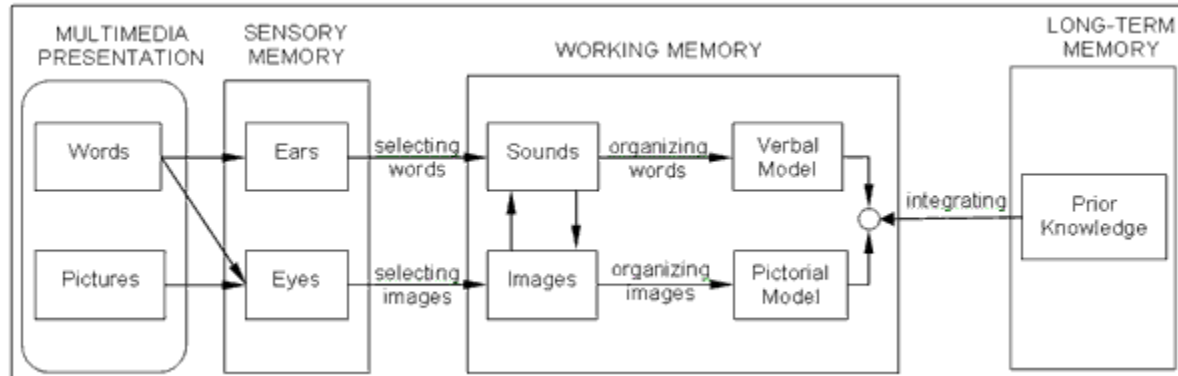 MULTIMEDIA
PRESENTATION
SENSORY
MEMORY
WORKING MEMORY
LONG-TERM
MEMORY
Words
Ears
selecting
words
Sounds
organizing
words
Verbal
Model
integrating
Prior
Knowledge
Pictures
Eyes
selecting
images
Images
organizing
images
Pictorial
Model